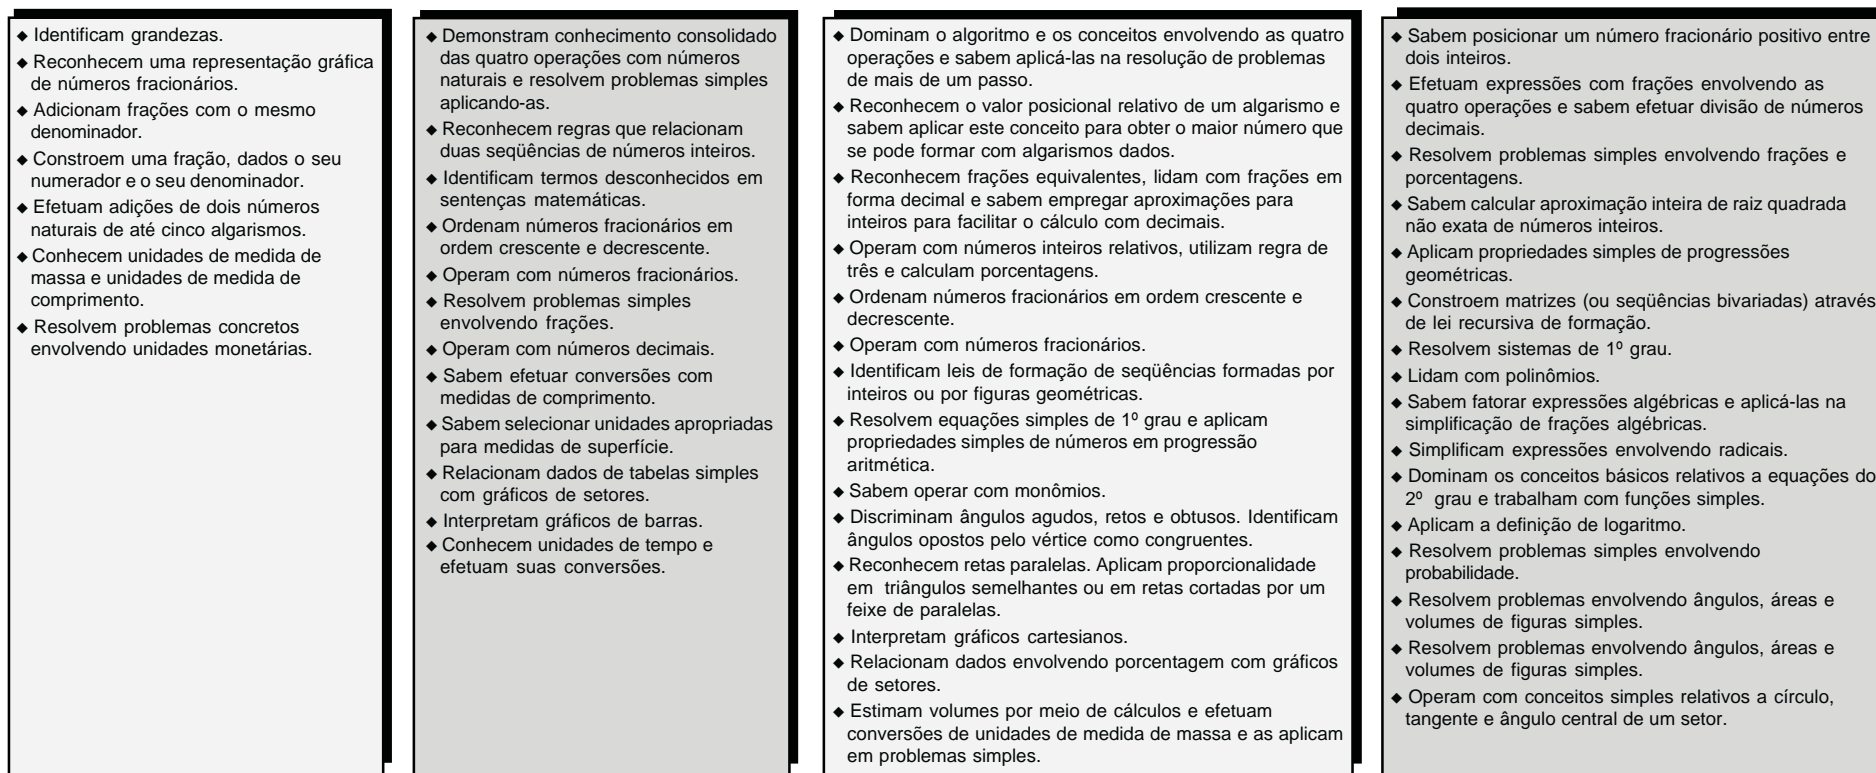 ◆ Identificam grandezas.
◆ Reconhecem uma representação gráfica
de números fracionários.
◆ Adicionam frações com o mesmo
denominador.
◆ Constroem uma fração, dados o seu
numerador e o seu denominador.
◆ Efetuam adições de dois números
naturais de até cinco algarismos.
◆ Conhecem unidades de medida de
massa e unidades de medida de
comprimento.
◆ Resolvem problemas concretos
envolvendo unidades monetárias.
◆ Demonstram conhecimento consolidado
das quatro operações com números
naturais e resolvem problemas simples
aplicando-as.
◆ Reconhecem regras que relacionam
duas seqüências de números inteiros.
◆ Identificam termos desconhecidos em
sentenças matemáticas.
◆ Ordenam números fracionários em
ordem crescente e decrescente.
◆ Operam com números fracionários.
◆ Resolvem problemas simples
envolvendo frações.
◆ Operam com números decimais.
◆ Sabem efetuar conversões com
medidas de comprimento.
◆ Sabem selecionar unidades apropriadas
para medidas de superfície.
◆ Relacionam dados de tabelas simples
com gráficos de setores.
◆ Interpretam gráficos de barras.
◆ Conhecem unidades de tempo e
efetuam suas conversões.
◆ Dominam o algoritmo e os conceitos envolvendo as quatro
operações e sabem aplicá-las na resolução de problemas
de mais de um passo.
◆ Reconhecem o valor posicional relativo de um algarismo e
sabem aplicar este conceito para obter o maior número que
se pode formar com algarismos dados.
◆ Reconhecem frações equivalentes, lidam com frações em
forma decimal e sabem empregar aproximações para
inteiros para facilitar o cálculo com decimais.
◆ Operam com números inteiros relativos, utilizam regra de
três e calculam porcentagens.
◆ Ordenam números fracionários em ordem crescente e
decrescente.
◆ Operam com números fracionários.
◆ Identificam leis de formação de seqüências formadas por
inteiros ou por figuras geométricas.
◆ Resolvem equações simples de 1º grau e aplicam
propriedades simples de números em progressão
aritmética.
◆ Sabem operar com monômios.
◆ Discriminam ângulos agudos, retos e obtusos. Identificam
ângulos opostos pelo vértice como congruentes.
◆ Reconhecem retas paralelas. Aplicam proporcionalidade
em triângulos semelhantes ou em retas cortadas por um
feixe de paralelas.
◆ Interpretam gráficos cartesianos.
◆ Relacionam dados envolvendo porcentagem com gráficos
de setores.
◆ Estimam volumes por meio de cálculos e efetuam
conversões de unidades de medida de massa e as aplicam
em problemas simples.
◆ Sabem posicionar um número fracionário positivo entre
dois inteiros.
◆ Efetuam expressões com frações envolvendo as
quatro operações e sabem efetuar divisão de números
decimais.
◆ Resolvem problemas simples envolvendo frações e
porcentagens.
◆ Sabem calcular aproximação inteira de raiz quadrada
não exata de números inteiros.
◆ Aplicam propriedades simples de progressões
geométricas.
◆ Constroem matrizes (ou seqüências bivariadas) através
de lei recursiva de formação.
◆ Resolvem sistemas de 1º grau.
◆ Lidam com polinômios.
◆ Sabem fatorar expressões algébricas e aplicá-las na
simplificação de frações algébricas.
◆ Simplificam expressões envolvendo radicais.
◆ Dominam os conceitos básicos relativos a equações do
2º grau e trabalham com funções simples.
◆ Aplicam a definição de logaritmo.
◆ Resolvem problemas simples envolvendo
probabilidade.
◆ Resolvem problemas envolvendo ângulos, áreas e
volumes de figuras simples.
◆ Resolvem problemas envolvendo ângulos, áreas e
volumes de figuras simples.
◆ Operam com conceitos simples relativos a círculo,
tangente e ângulo central de um setor.